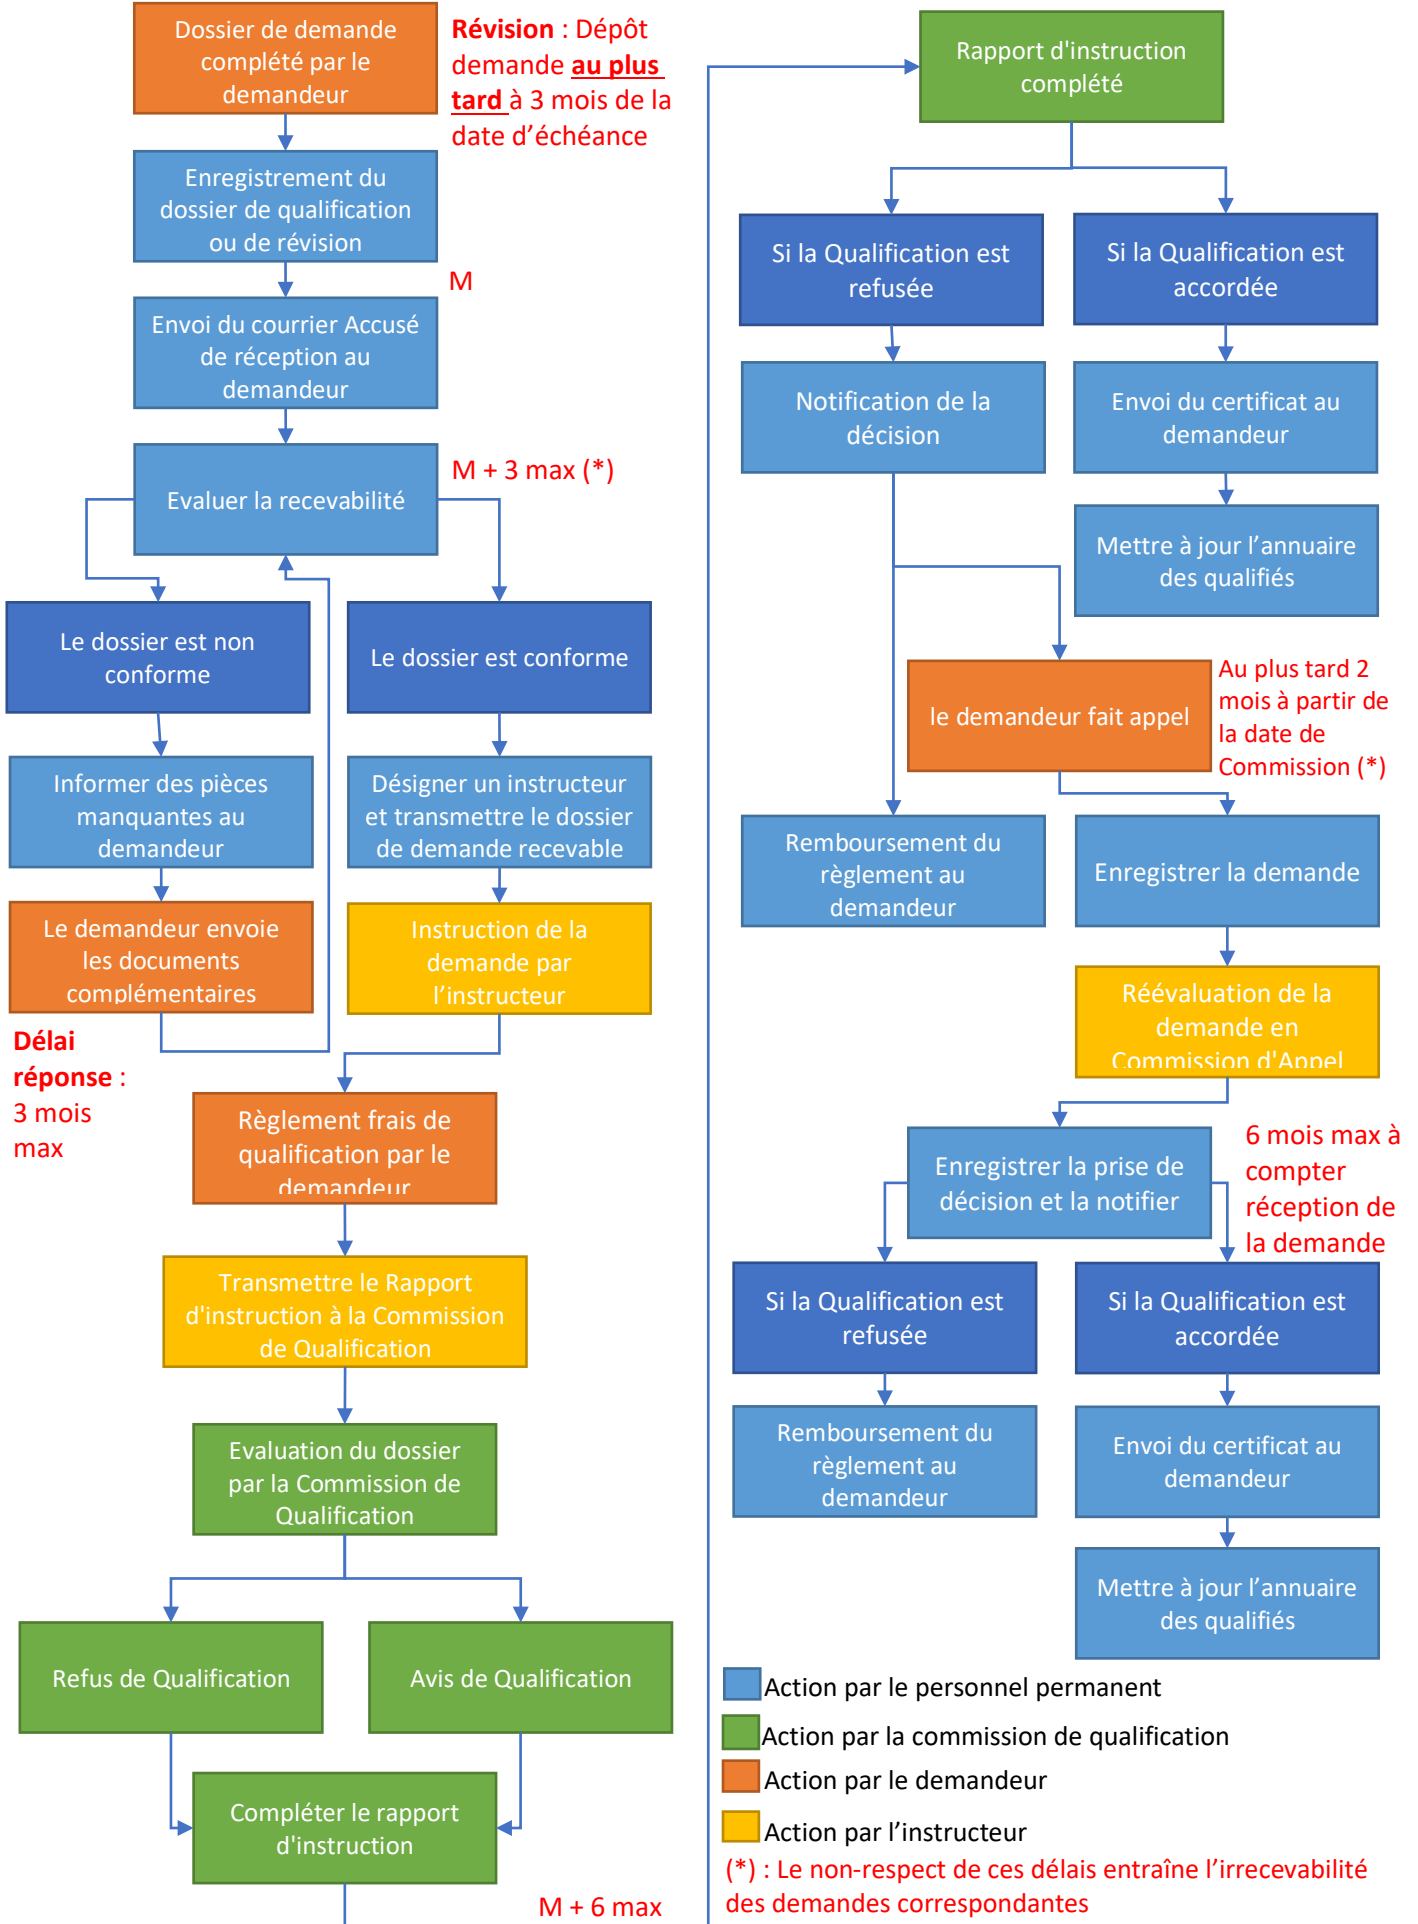 Dossier de demande
complété par le
demandeur
Révision : Dépôt
demande au plus
tard à 3 mois de la
date d’échéance
Enregistrement du
dossier de qualification
ou de révision
M
Envoi du courrier Accusé
de réception au
demandeur
Evaluer la recevabilité
M + 3 max (*)
Le dossier est non
conforme
Le dossier est conforme
Informer des pièces
manquantes au
demandeur
Désigner un instructeur
et transmettre le dossier
de demande recevable
Le demandeur envoie
les documents
complémentaires
Instruction de la
demande par
l’instructeur
Délai
réponse :
3 mois
max
Règlement frais de
qualification par le
demandeur
Transmettre le Rapport
d'instruction à la Commission
de Qualification
Evaluation du dossier
par la Commission de
Qualification
Refus de Qualification
Avis de Qualification
Compléter le rapport
d'instruction
M + 6 max
Rapport d'instruction
complété
Si la Qualification est
refusée
Si la Qualification est
accordée
Notification de la
décision
Envoi du certificat au
demandeur
Mettre à jour l’annuaire
des qualifiés
le demandeur fait appel
Au plus tard 2
mois à partir de
la date de
Commission (*)
Remboursement du
règlement au
demandeur
Enregistrer la demande
Réévaluation de la
demande en
Commission d'Appel
Enregistrer la prise de
décision et la notifier
6 mois max à
compter
réception de
la demande
Si la Qualification est
refusée
Si la Qualification est
accordée
Remboursement du
règlement au
demandeur
Envoi du certificat au
demandeur
Mettre à jour l’annuaire
des qualifiés
Action par le personnel permanent
Action par la commission de qualification
Action par le demandeur
Action par l’instructeur
(*) : Le non-respect de ces délais entraîne l’irrecevabilité
des demandes correspondantes